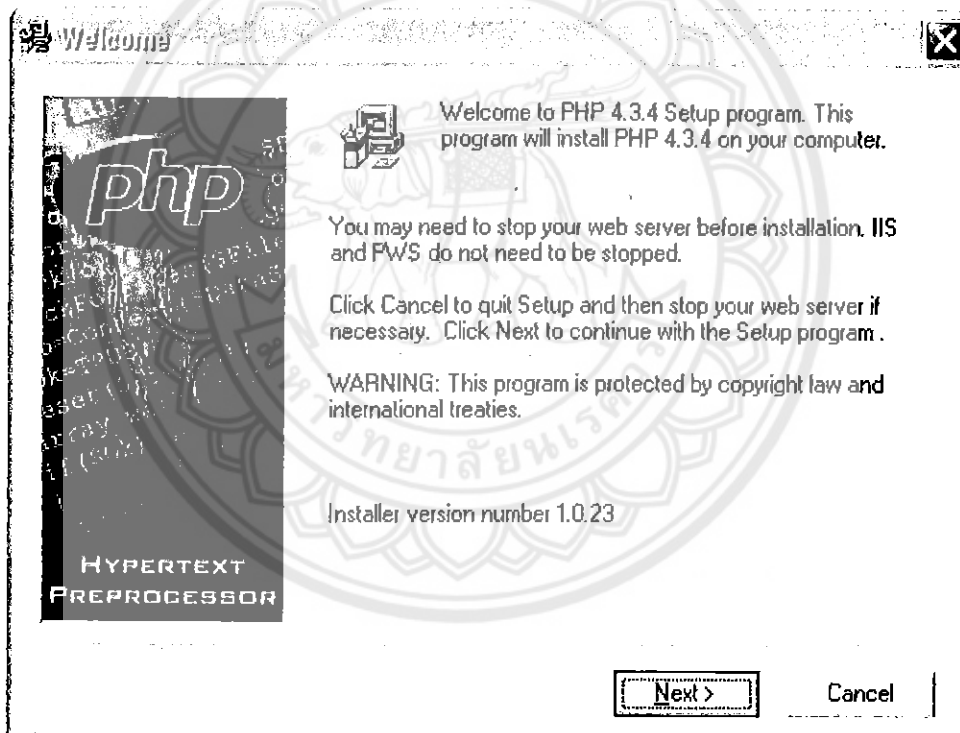 Welcome
php
HYPERTEXT
PREPROCESSOR
Welcome to PHP 4.3.4 Setup program. This
program will install PHP 4.3.4 on your computer.
You may need to stop your web server before installation. IIS
and PWS do not need to be stopped.
Click Cancel to quit Setup and then stop your web server if
necessary.  Click Next to continue with the Setup program .
WARNING: This program is protected by copyright law and
international treaties.
Installer version number 1.0.23
Next >
Cancel